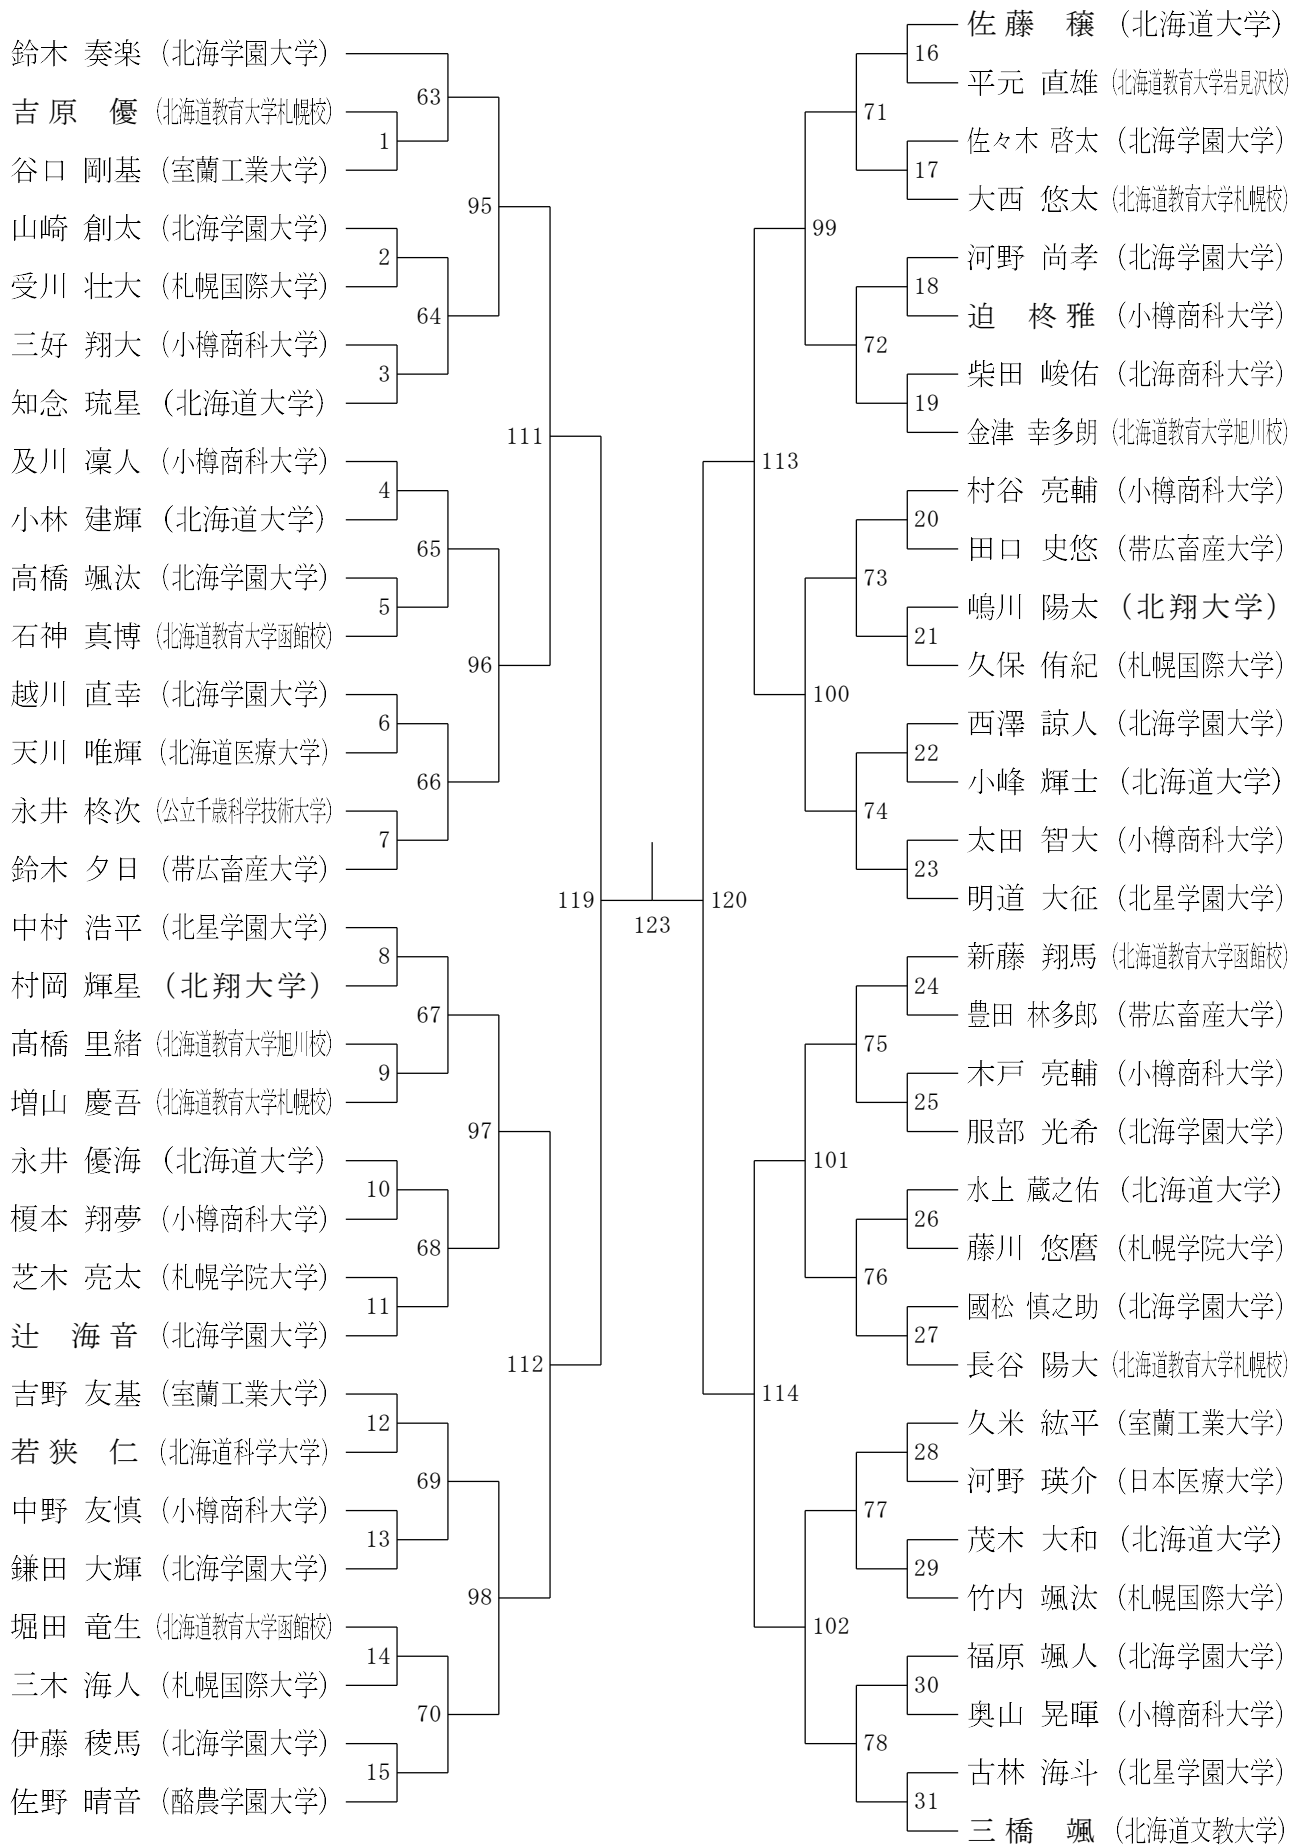 鈴木 奏楽 (北海学園大学)
吉原 優 (北海道教育大学札幌校)
谷口 剛基 (室蘭工業大学)
山崎 創太 (北海学園大学)
受川 壮大 (札幌国際大学)
三好 翔大 (小樽商科大学)
知念 琉星 (北海道大学)
及川 凜人 (小樽商科大学)
小林 建輝 (北海道大学)
高橋 颯汰 (北海学園大学)
石神 真博 (北海道教育大学函館校)
越川 直幸 (北海学園大学)
天川 唯輝 (北海道医療大学)
永井 柊次 (公立千歳科学技術大学)
鈴木 夕日 (帯広畜産大学)
中村 浩平 (北星学園大学)
村岡 輝星 (北翔大学)
髙橋 里緒 (北海道教育大学旭川校)
増山 慶吾 (北海道教育大学札幌校)
永井 優海 (北海道大学)
榎本 翔夢 (小樽商科大学)
芝木 亮太 (札幌学院大学)
辻 海音 (北海学園大学)
吉野 友基 (室蘭工業大学)
若狭 仁 (北海道科学大学)
中野 友慎 (小樽商科大学)
鎌田 大輝 (北海学園大学)
堀田 竜生 (北海道教育大学函館校)
三木 海人 (札幌国際大学)
伊藤 稜馬 (北海学園大学)
佐野 晴音 (酪農学園大学)
1
2
3
4
5
6
7
8
9
10
11
12
13
14
15
63
64
65
66
67
68
69
70
95
96
97
98
111
112
119
123
120
113
114
99
100
101
102
71
72
73
74
75
76
77
78
16
17
18
19
20
21
22
23
24
25
26
27
28
29
30
31
佐藤 穣 (北海道大学)
平元 直雄 (北海道教育大学岩見沢校)
佐々木 啓太 (北海学園大学)
大西 悠太 (北海道教育大学札幌校)
河野 尚孝 (北海学園大学)
迫 柊雅 (小樽商科大学)
柴田 峻佑 (北海商科大学)
金津 幸多朗 (北海道教育大学旭川校)
村谷 亮輔 (小樽商科大学)
田口 史悠 (帯広畜産大学)
嶋川 陽太 (北翔大学)
久保 侑紀 (札幌国際大学)
西澤 諒人 (北海学園大学)
小峰 輝士 (北海道大学)
太田 智大 (小樽商科大学)
明道 大征 (北星学園大学)
新藤 翔馬 (北海道教育大学函館校)
豊田 林多郎 (帯広畜産大学)
木戸 亮輔 (小樽商科大学)
服部 光希 (北海学園大学)
水上 蔵之佑 (北海道大学)
藤川 悠麿 (札幌学院大学)
國松 慎之助 (北海学園大学)
長谷 陽大 (北海道教育大学札幌校)
久米 紘平 (室蘭工業大学)
河野 瑛介 (日本医療大学)
茂木 大和 (北海道大学)
竹内 颯汰 (札幌国際大学)
福原 颯人 (北海学園大学)
奥山 晃暉 (小樽商科大学)
古林 海斗 (北星学園大学)
三橋 颯 (北海道文教大学)